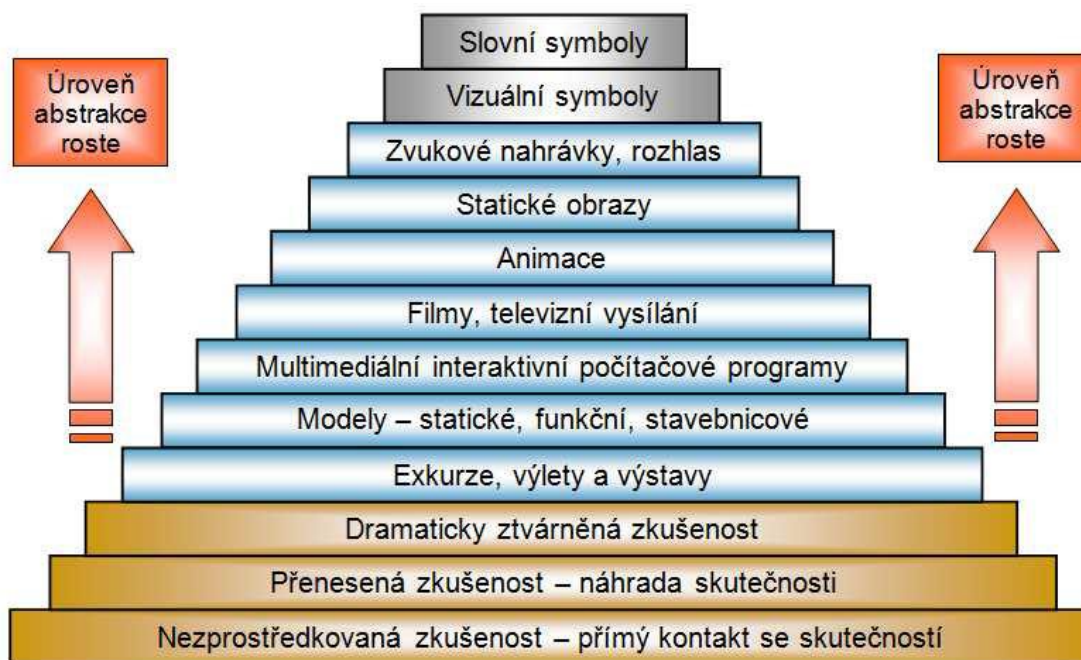 Slovní symboly
Úroveň
abstrakce
roste
Úroveň
abstrakce
roste
Vizuální symboly
Zvukové nahrávky, rozhlas
Statické obrazy
Animace
Filmy, televizní vysílání
Multimediální interaktivní počítačové programy
Modely – statické, funkční, stavebnicové
Exkurze, výlety a výstavy
Dramaticky ztvárněná zkušenost
Přenesená zkušenost – náhrada skutečnosti
Nezprostředkovaná zkušenost – přímý kontakt se skutečností